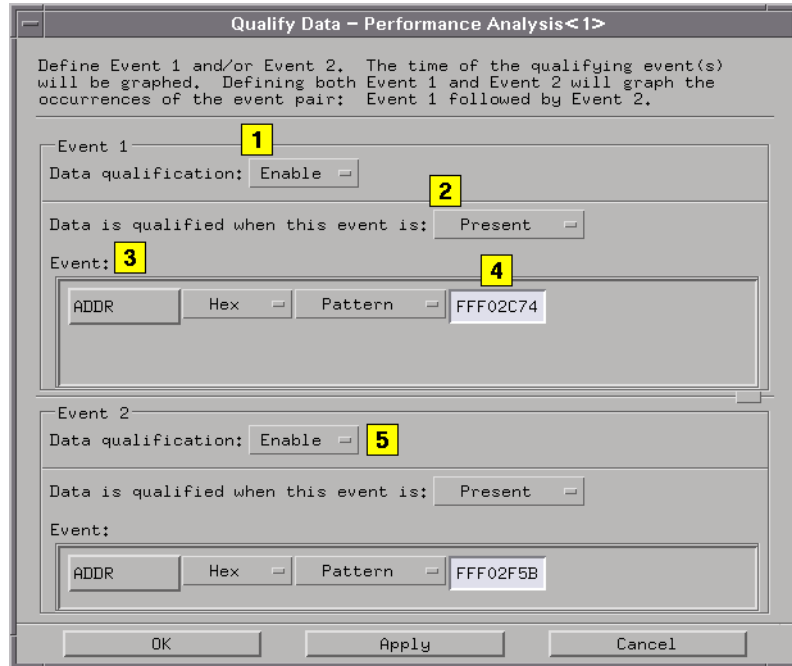 Qualify Data – Performance Analysis<1>
Define Event 1 and/or Event 2.  The time of the qualifying event(s)
will be graphed.  Defining both Event 1 and Event 2 will graph the
occurrences of the event pair:  Event 1 followed by Event 2.
1
Event 1
Data qualification: Enable
2
Data is qualified when this event is: Present
Event: 3
4
ADDR Hex Pattern FFF02C74
Event 2
Data qualification: Enable 5
Data is qualified when this event is: Present
Event:
ADDR Hex Pattern FFF02F5B
OK Apply Cancel